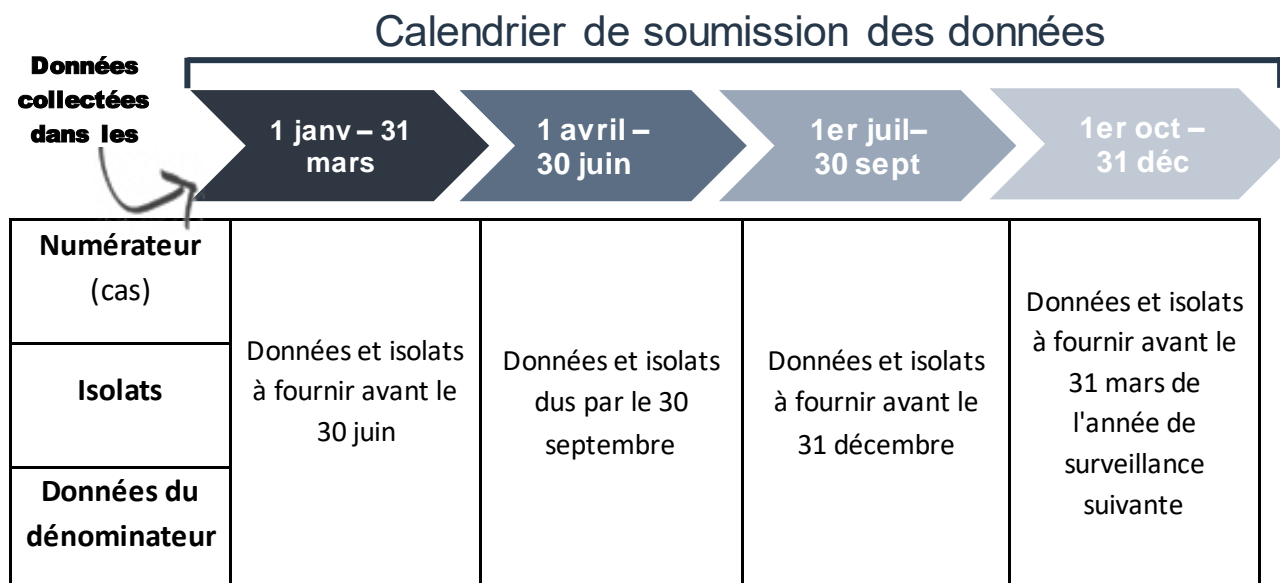 Calendrier de soumission des données
Données
collectées
dans les
1 janv – 31
mars
1 avril –
30 juin
1er juil–
30 sept
1er oct –
31 déc
Numérateur
(cas)
Isolats
Données du
dénominateur
Données et isolats
à fournir avant le
30 juin
Données et isolats
dus par le 30
septembre
Données et isolats
à fournir avant le
31 décembre
Données et isolats
à fournir avant le
31 mars de
l'année de
surveillance
suivante